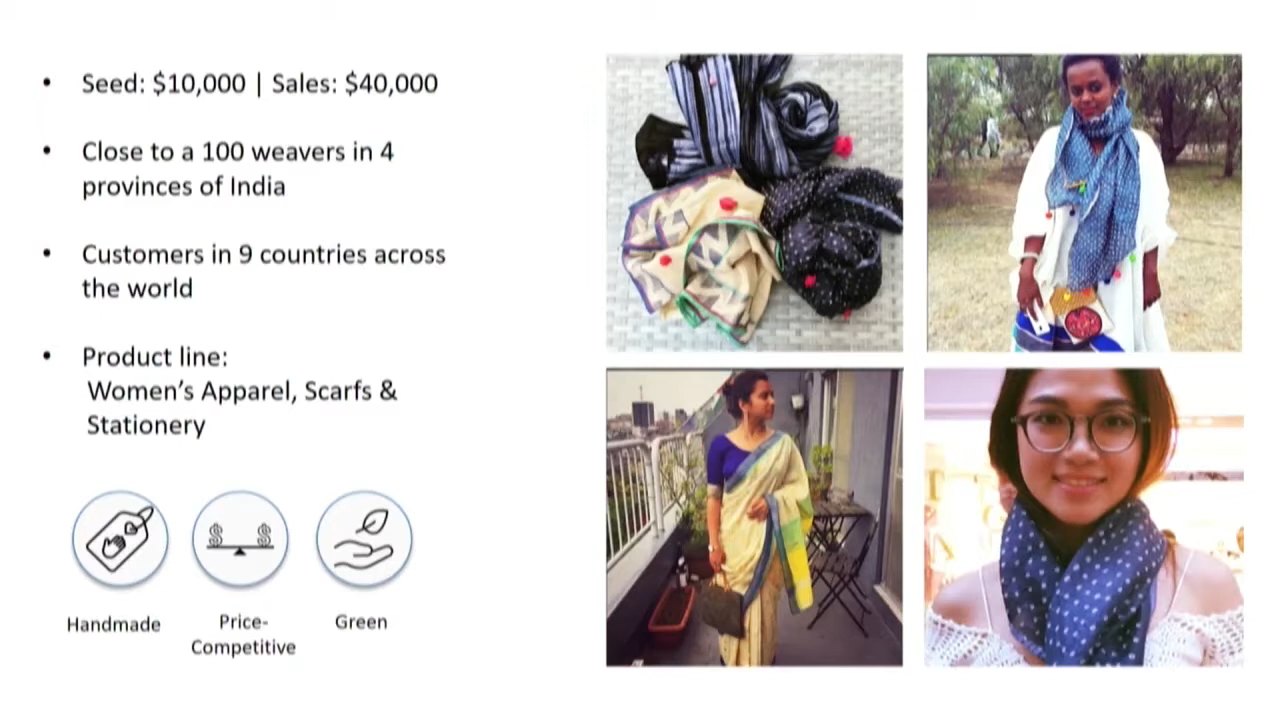 • Seed: $10,000 | Sales: $40,000
• Close to a 100 weavers in 4
provinces of India
• Customers in 9 countries across
the world
• Product line:
Women’s Apparel, Scarfs &
Stationery
$ $
Handmade
Price-
Competitive
Green